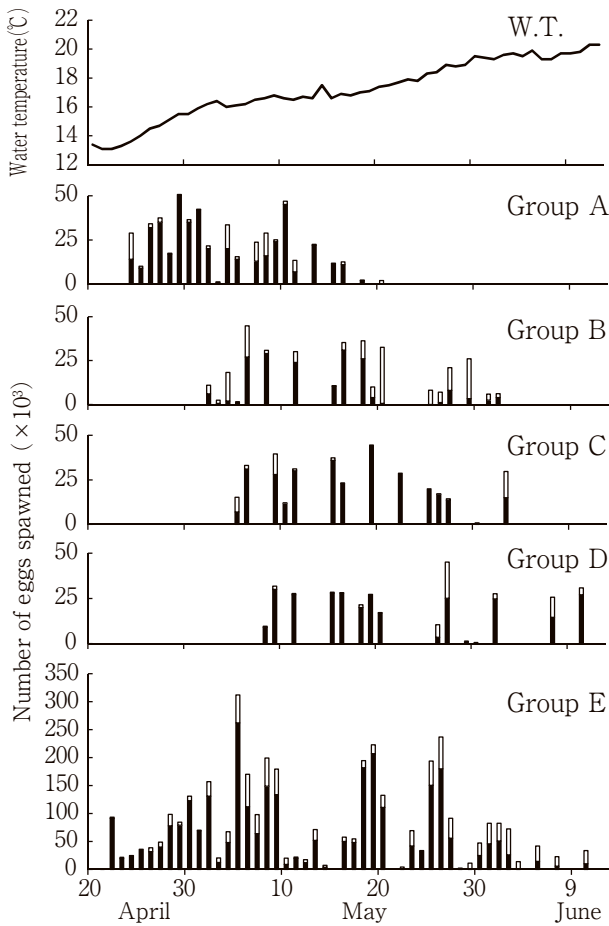 Water temperature(℃)
W.T.
22
20
18
16
14
12
Number of eggs spawned (×10³)
Group A
50
25
0
Group B
50
25
0
Group C
50
25
0
Group D
50
25
0
Group E
350
300
250
200
150
100
50
0
20 30 10 20 30 9
April May June